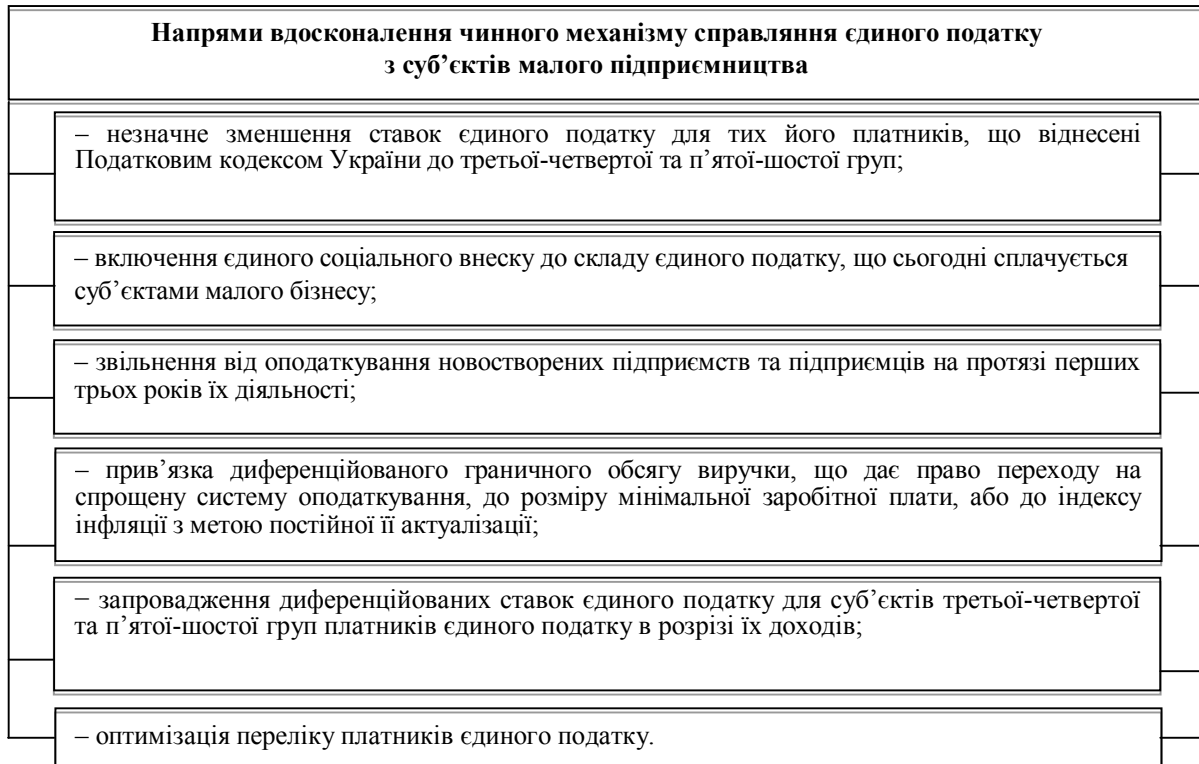 Напрями вдосконалення чинного механізму справляння єдиного податку
з суб’єктів малого підприємництва
– незначне зменшення ставок єдиного податку для тих його платників, що віднесені
Податковим кодексом України до третьої-четвертої та п’ятої-шостої груп;
– включення єдиного соціального внеску до складу єдиного податку, що сьогодні сплачується
суб’єктами малого бізнесу;
– звільнення від оподаткування новостворених підприємств та підприємців на протязі перших
трьох років їх діяльності;
– прив’язка диференційованого граничного обсягу виручки, що дає право переходу на
спрощену систему оподаткування, до розміру мінімальної заробітної плати, або до індексу
інфляції з метою постійної її актуалізації;
– запровадження диференційованих ставок єдиного податку для суб’єктів третьої-четвертої
та п’ятої-шостої груп платників єдиного податку в розрізі їх доходів;
– оптимізація переліку платників єдиного податку.